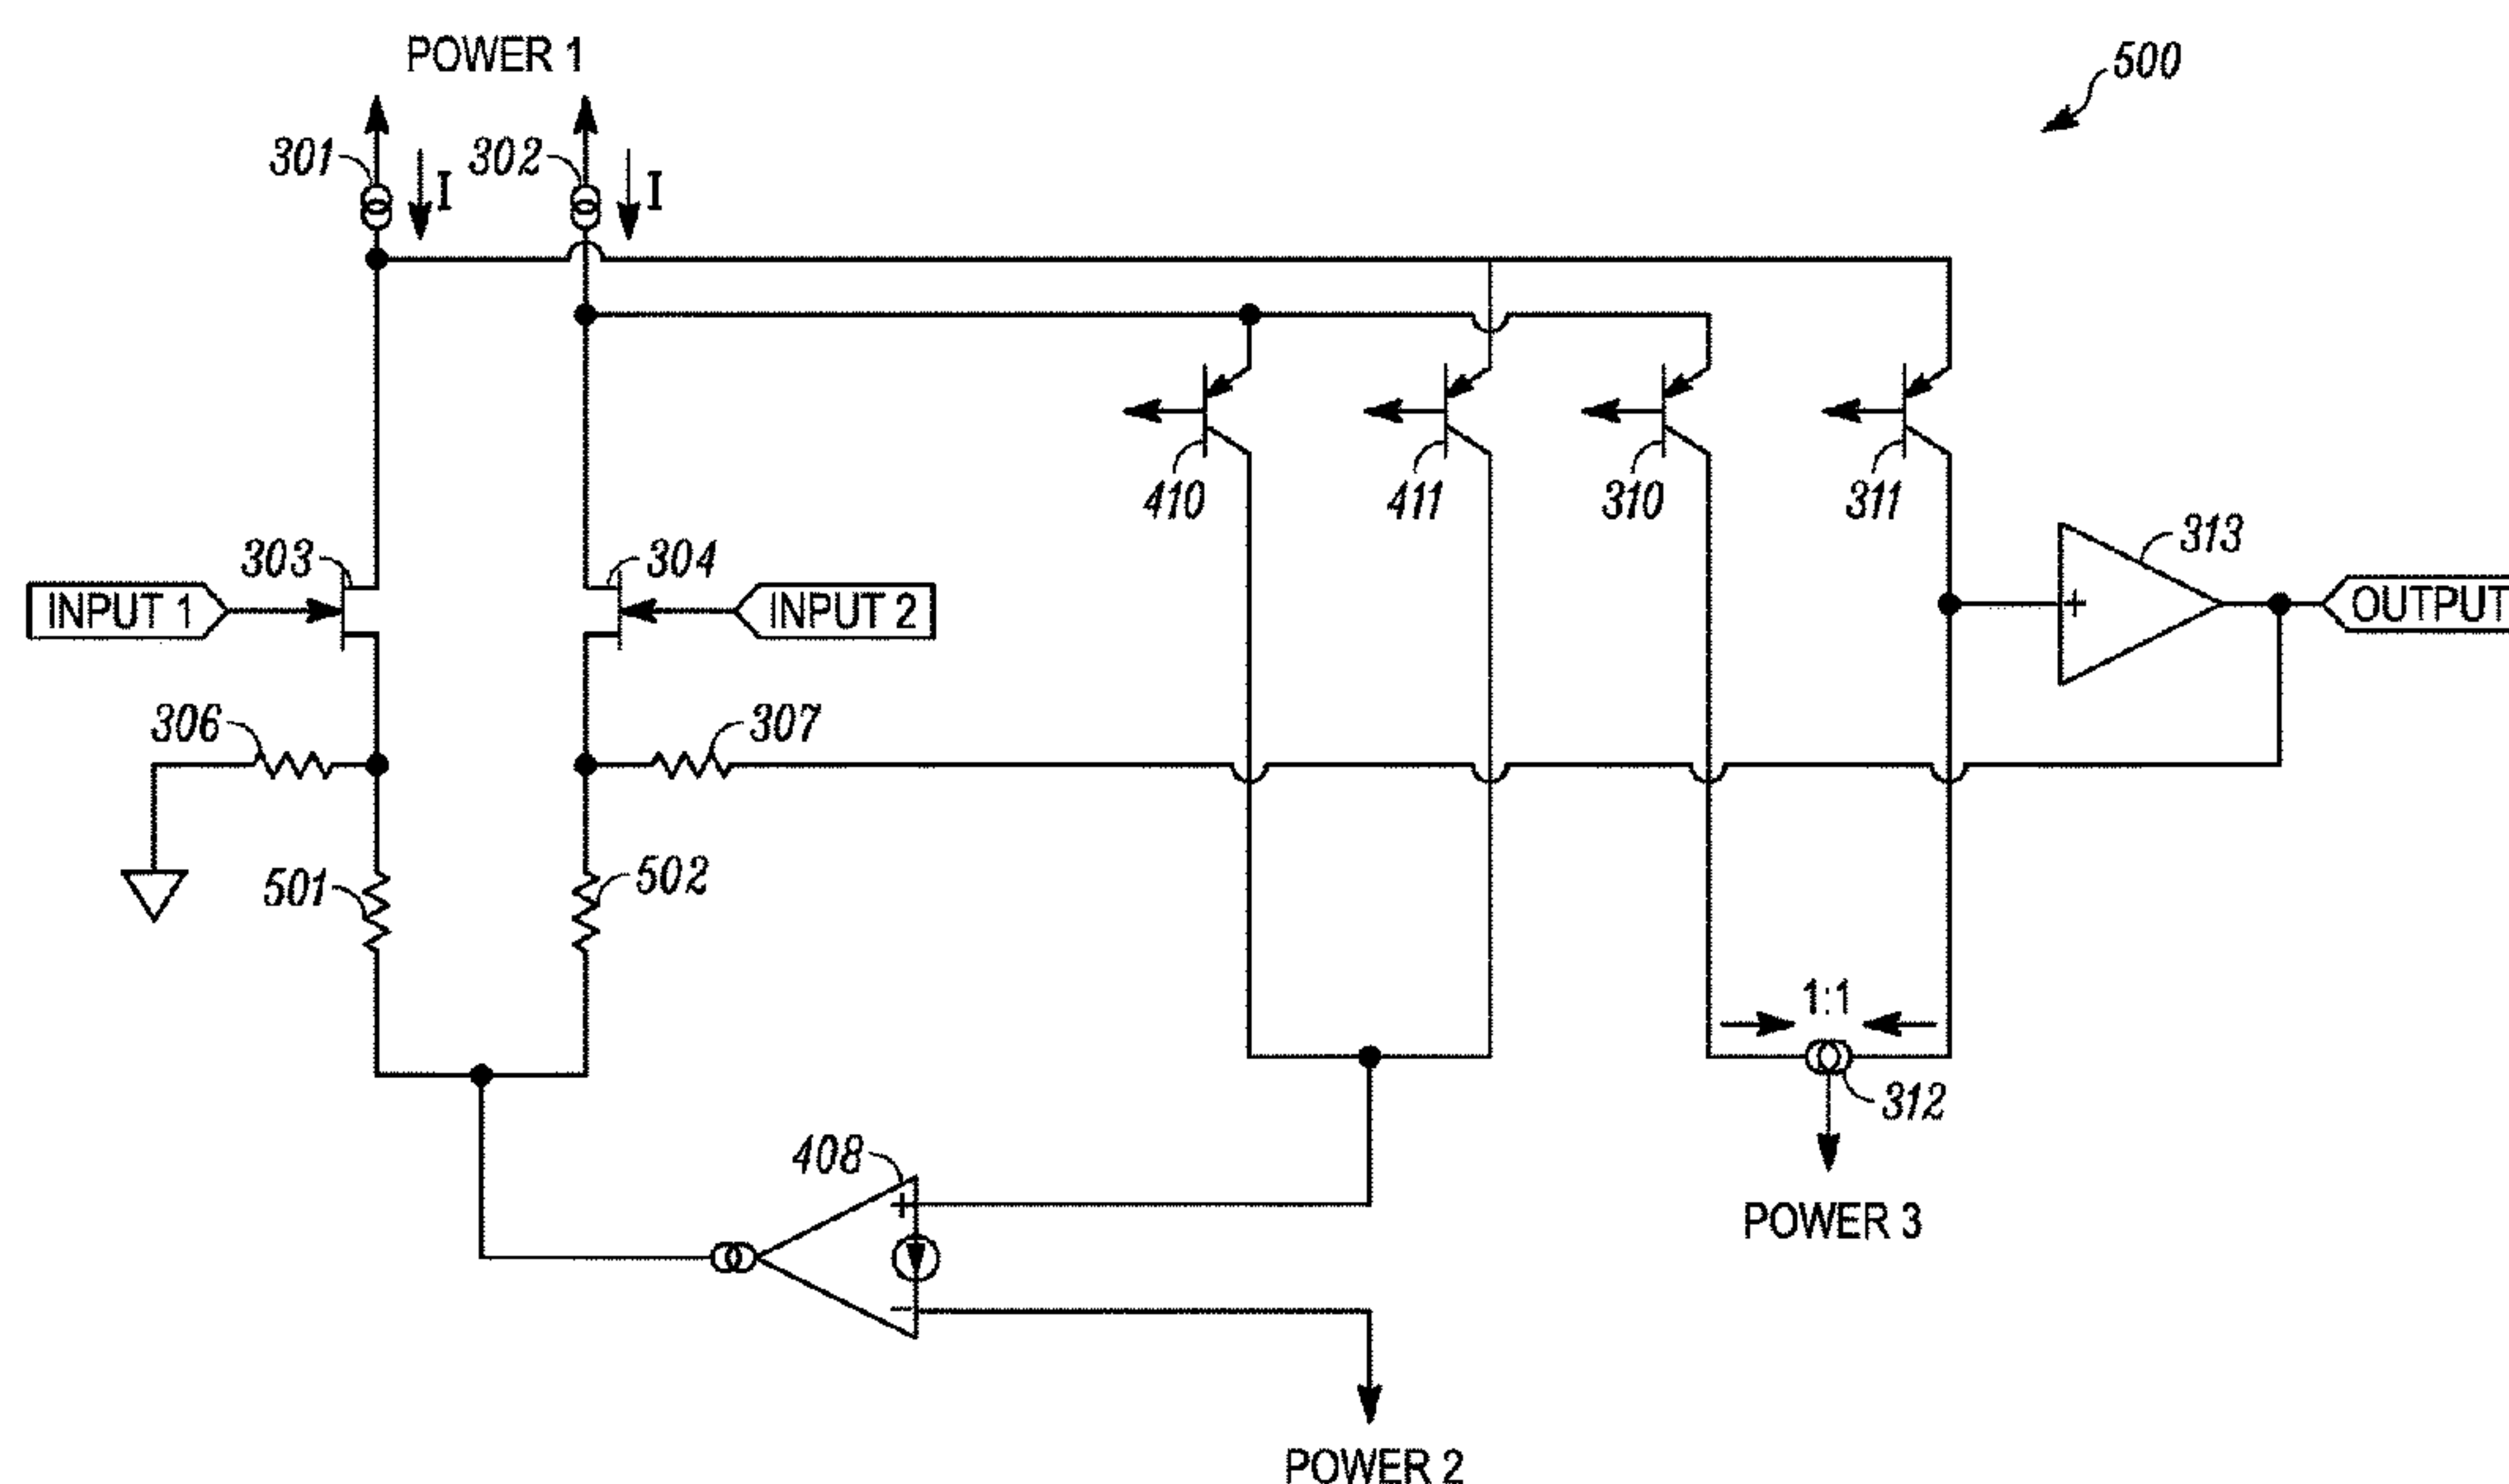 POWER 1
500
301
I
302
I
410
411
310
311
313
303
INPUT 1
304
INPUT 2
+
OUTPUT
306
307
501
502
1:1
312
408
+
-
POWER 3
POWER 2